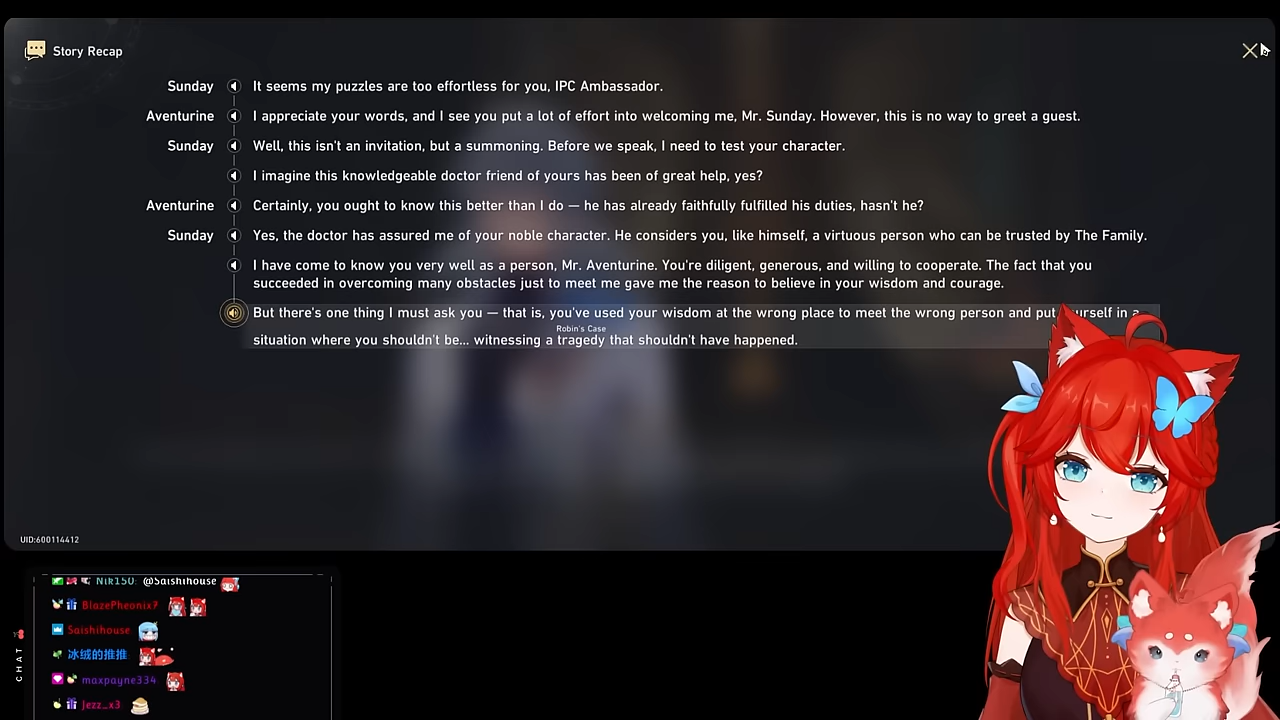 Story Recap
Sunday It seems my puzzles are too effortless for you, IPC Ambassador.
Aventurine I appreciate your words, and I see you put a lot of effort into welcoming me, Mr. Sunday. However, this is no way to greet a guest.
Sunday Well, this isn't an invitation, but a summoning. Before we speak, I need to test your character.
I imagine this knowledgeable doctor friend of yours has been of great help, yes?
Aventurine Certainly, you ought to know this better than I do — he has already faithfully fulfilled his duties, hasn't he?
Sunday Yes, the doctor has assured me of your noble character. He considers you, like himself, a virtuous person who can be trusted by The Family.
I have come to know you very well as a person, Mr. Aventurine. You're diligent, generous, and willing to cooperate. The fact that you
succeeded in overcoming many obstacles just to meet me gave me the reason to believe in your wisdom and courage.
But there's one thing I must ask you — that is, you've used your wisdom at the wrong place to meet the wrong person and put urself in a
Robin's Case
situation where you shouldn't be... witnessing a tragedy that shouldn't have happened.
UID:600114412
CHAT
Nik150: @Saishihouse
BlazePheonix7
Saishihouse
冰绒的推推
maxpayne334
Jezz_x3